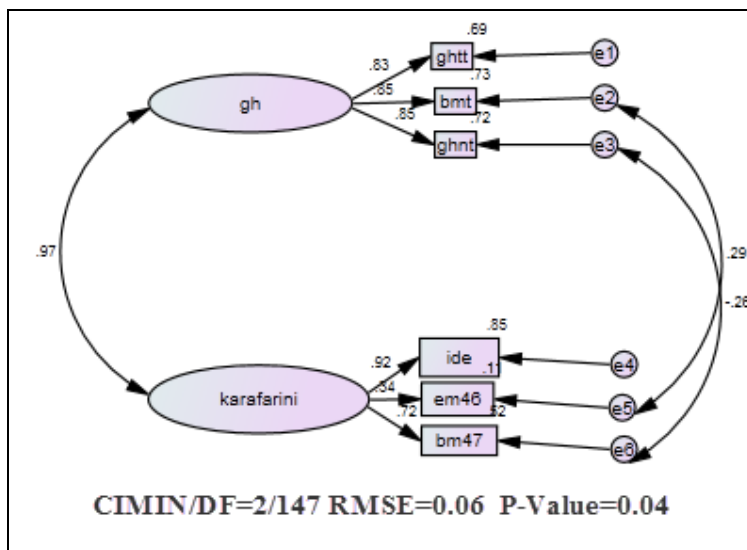 .69
.83
ghtt
e1
.73
.85
gh
bmt
e2
.72
.85
ghnt
e3
.97
.29
-.26
.85
.92
ide
e4
.11
.34
karafarini
em46
e5
.52
.72
bm47
e6
CIMIN/DF=2/147 RMSE=0.06 P-Value=0.04